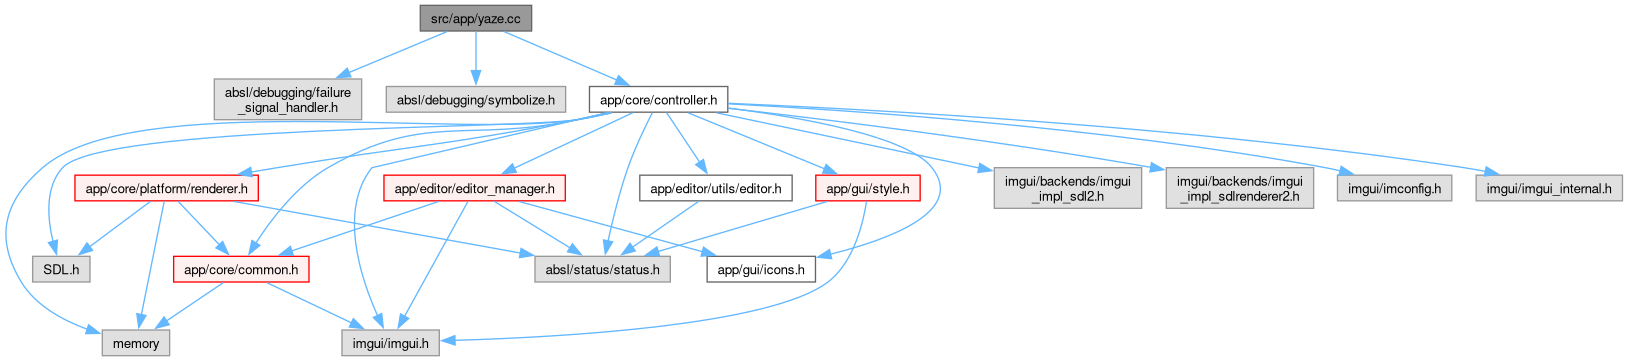 src/app/yaze.cc
absl/debugging/failure
_signal_handler.h
absl/debugging/symbolize.h
app/core/controller.h
app/core/platform/renderer.h
app/editor/editor_manager.h
app/editor/utils/editor.h
app/gui/style.h
imgui/backends/imgui
_impl_sdl2.h
imgui/backends/imgui
_impl_sdlrenderer2.h
imgui/imconfig.h
imgui/imgui_internal.h
SDL.h
app/core/common.h
absl/status/status.h
app/gui/icons.h
memory
imgui/imgui.h